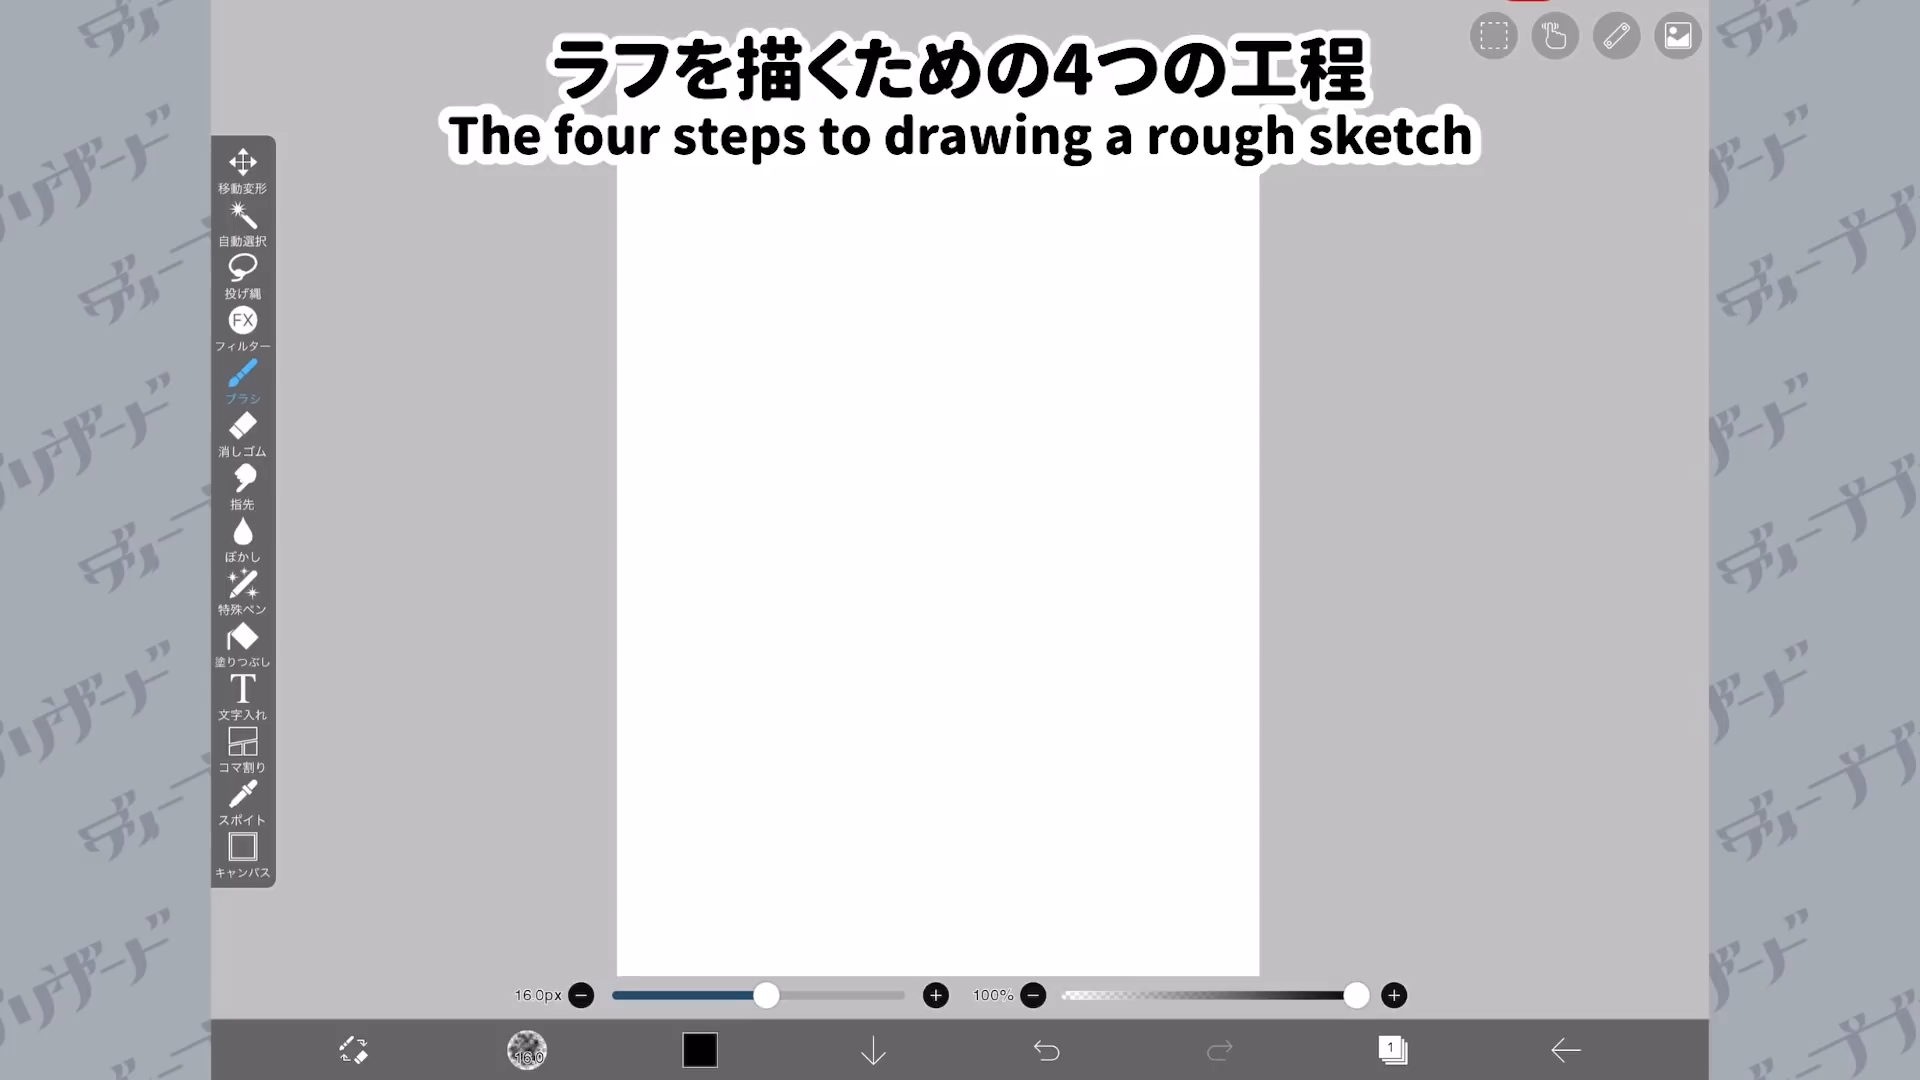 ラフを描くための4つの工程
The four steps to drawing a rough sketch
移動変形
自動選択
投げ縄
FX
フィルター
ブラシ
消しゴム
指先
ぼかし
特殊ペン
塗りつぶし
T
文字入れ
コマ割り
スポイト
キャンバス
16.0px
100%
16.0
1